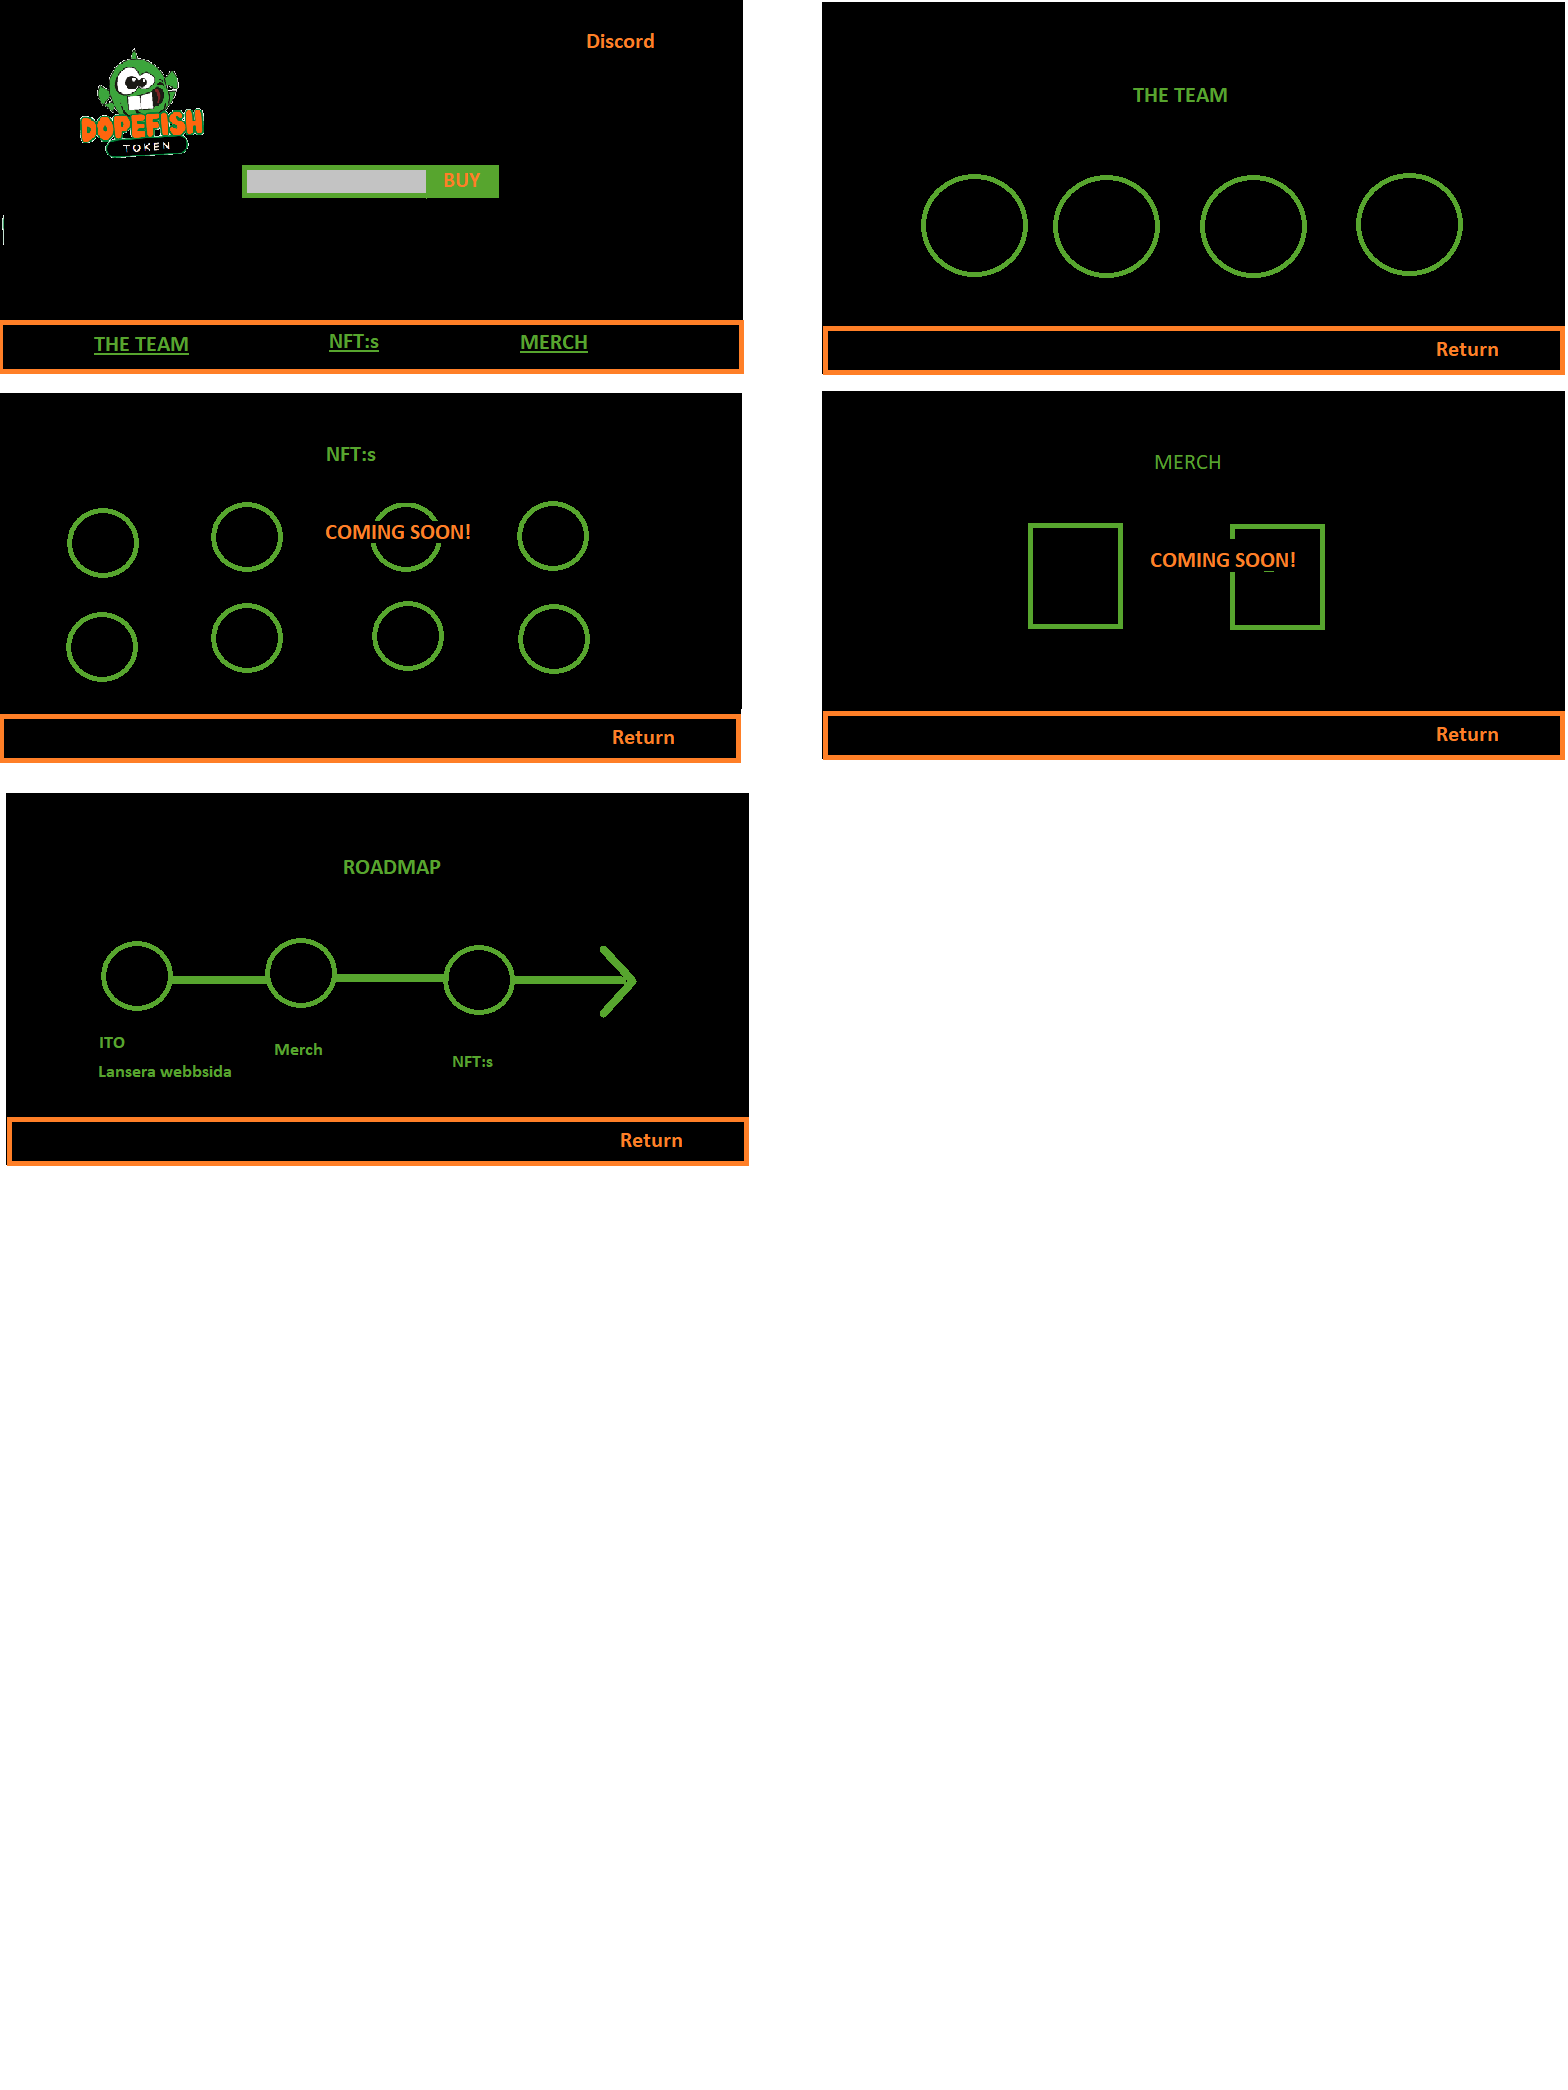 Discord
DOPEFISH
TOKEN
BUY
THE TEAM
NFT:s
MERCH
THE TEAM
Return
NFT:s
COMING SOON!
Return
MERCH
COMING SOON!
Return
ROADMAP
ITO
Lansera webbsida
Merch
NFT:s
Return